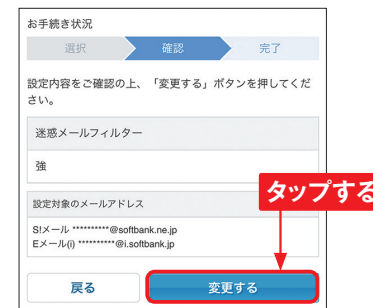 お手続き状況
選択 確認 完了
設定内容をご確認の上、「変更する」ボタンを押してくだ
さい。
迷惑メールフィルター
強
タップする
設定対象のメールアドレス
S!メール **********@softbank.ne.jp
Eメール(i) **********@i.softbank.jp
戻る 変更する